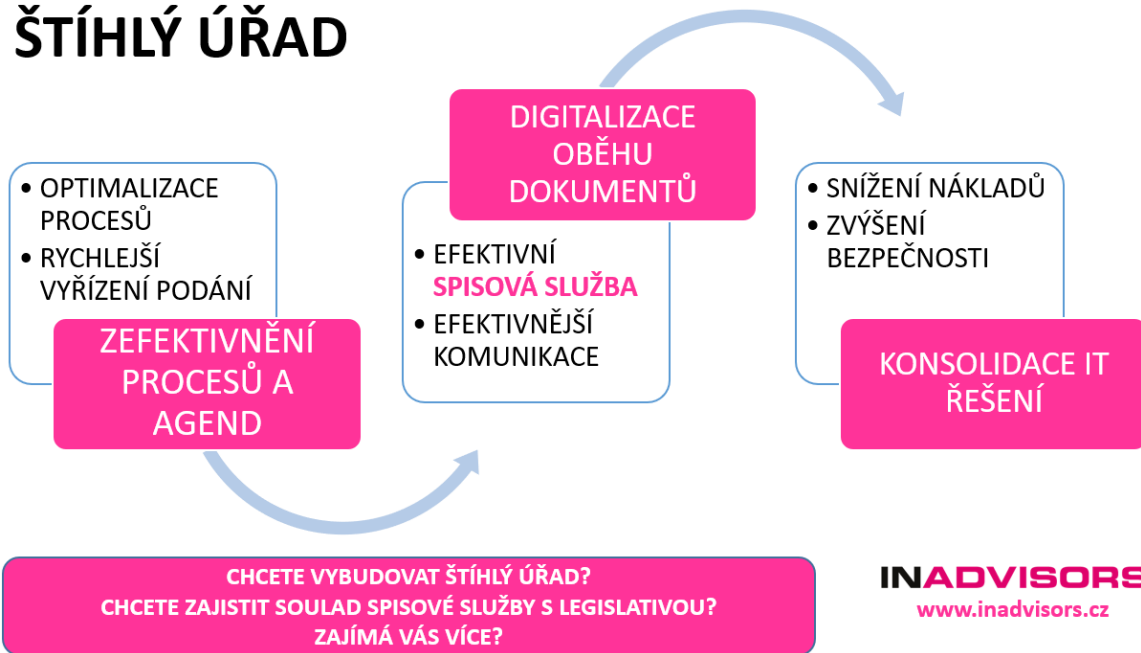 ŠTÍHLÝ ÚŘAD
• OPTIMALIZACE
PROCESŮ
• RYCHLEJŠÍ
VYŘÍZENÍ PODÁNÍ
ZEFEKTIVNĚNÍ
PROCESŮ A
AGEND
DIGITALIZACE
OBĚHU
DOKUMENTŮ
• EFEKTIVNÍ
SPISOVÁ SLUŽBA
• EFEKTIVNĚJŠÍ
KOMUNIKACE
• SNÍŽENÍ NÁKLADŮ
• ZVÝŠENÍ
BEZPEČNOSTI
KONSOLIDACE IT
ŘEŠENÍ
CHCETE VYBUDOVAT ŠTÍHLÝ ÚŘAD?
CHCETE ZAJISTIT SOULAD SPISOVÉ SLUŽBY S LEGISLATIVOU?
ZAJÍMÁ VÁS VÍCE?
INADVISORS
www.inadvisors.cz